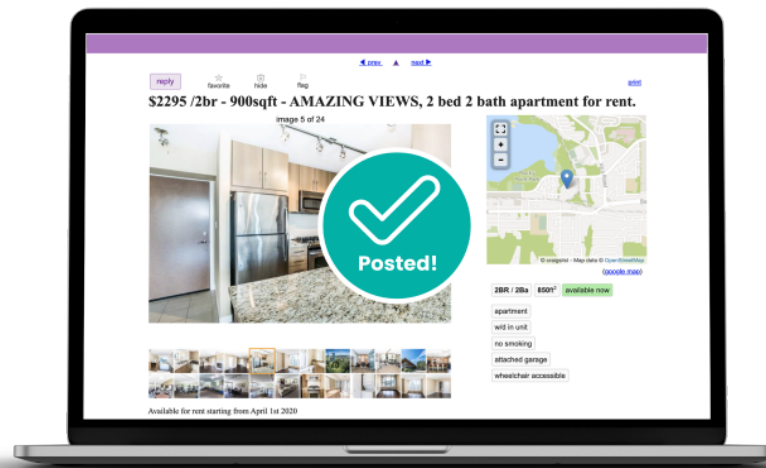 ◀ prev ▲ next ▶
reply
favorite
hide
flag
print
$2295 /2br - 900sqft - AMAZING VIEWS, 2 bed 2 bath apartment for rent.
image 5 of 24
Posted!
+
−
© craigslist - Map data © OpenStreetMap
(google map)
2BR / 2Ba 850ft² available now
apartment
w/d in unit
no smoking
attached garage
wheelchair accessible
Available for rent starting from April 1st 2020